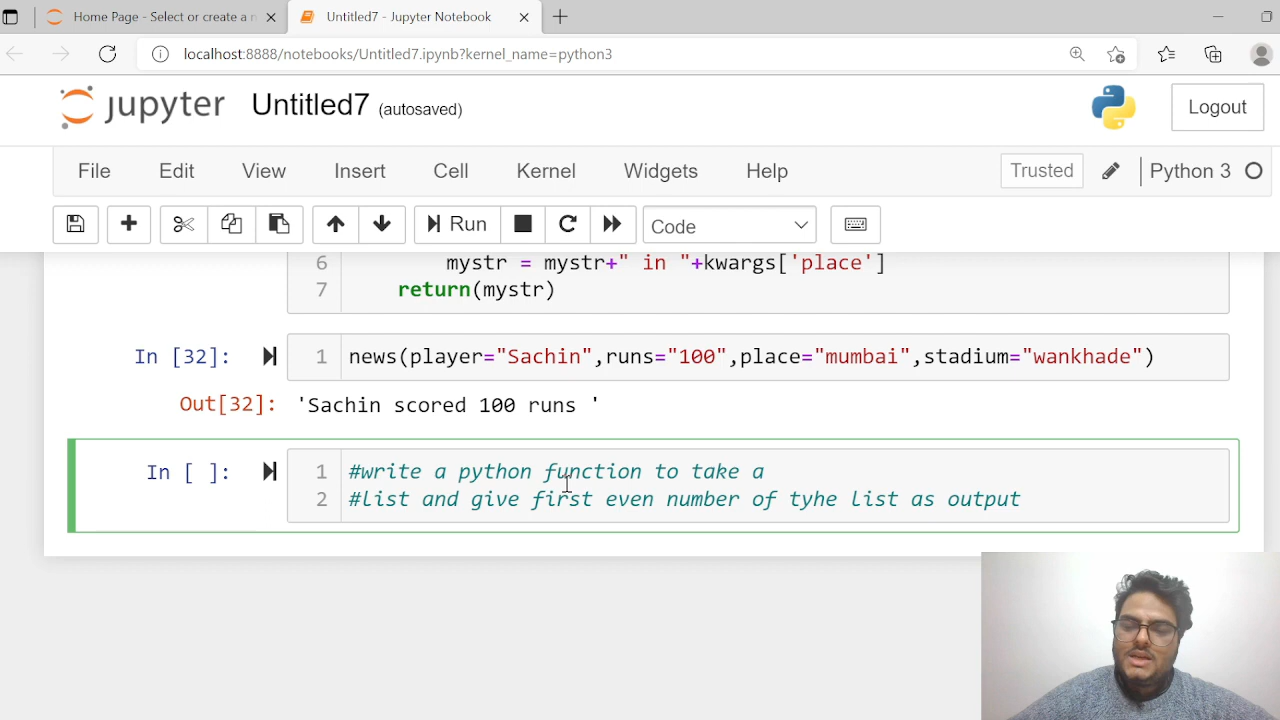 Home Page - Select or create a n
Untitled7 - Jupyter Notebook
localhost:8888/notebooks/Untitled7.ipynb?kernel_name=python3
jupyter Untitled7 (autosaved)
Logout
File Edit View Insert Cell Kernel Widgets Help
Trusted
Python 3
Run
Code
6 mystr = mystr+" in "+kwargs['place']
7 return(mystr)
In [32]: 1 news(player="Sachin",runs="100",place="mumbai",stadium="wankhade")
Out[32]: 'Sachin scored 100 runs '
In [ ]: 1 #write a python function to take a
2 #list and give first even number of tyhe list as output